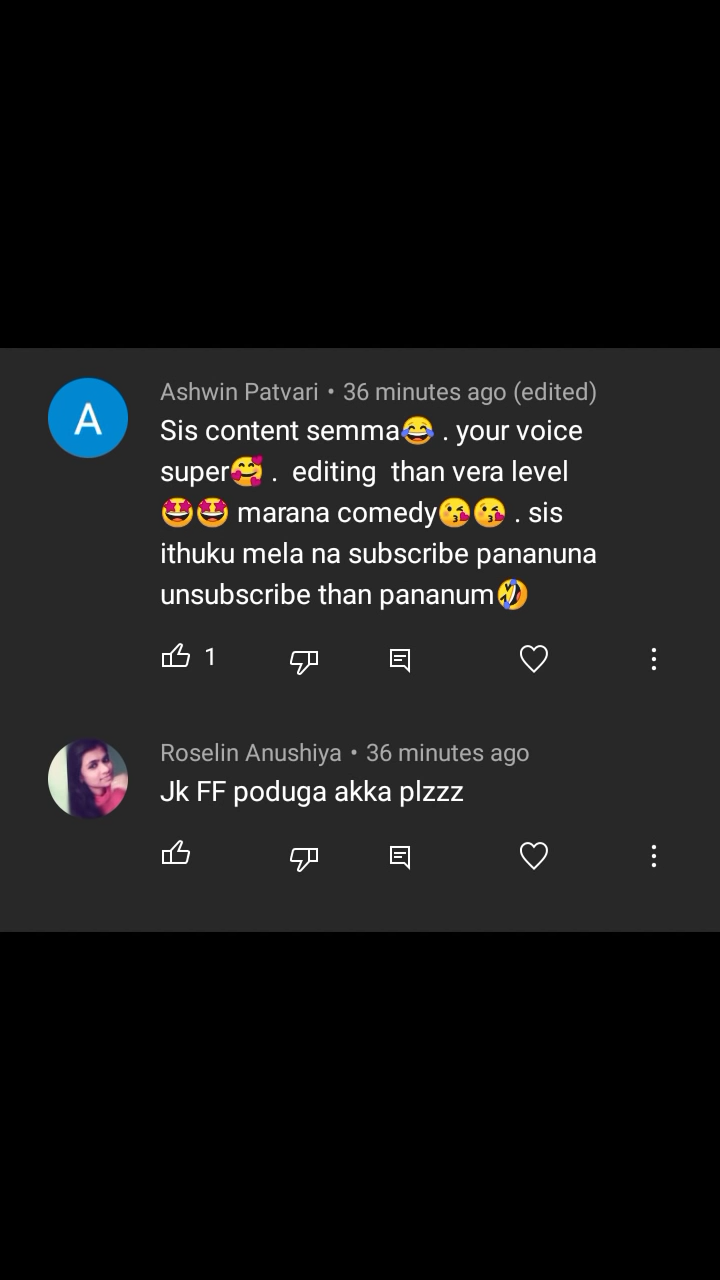 A
Ashwin Patvari • 36 minutes ago (edited)
Sis content semma😂 . your voice
super🥰 .  editing  than vera level
🤩🤩 marana comedy😘😘 . sis
ithuku mela na subscribe pananuna
unsubscribe than pananum🤣
1
Roselin Anushiya • 36 minutes ago
Jk FF poduga akka plzzz